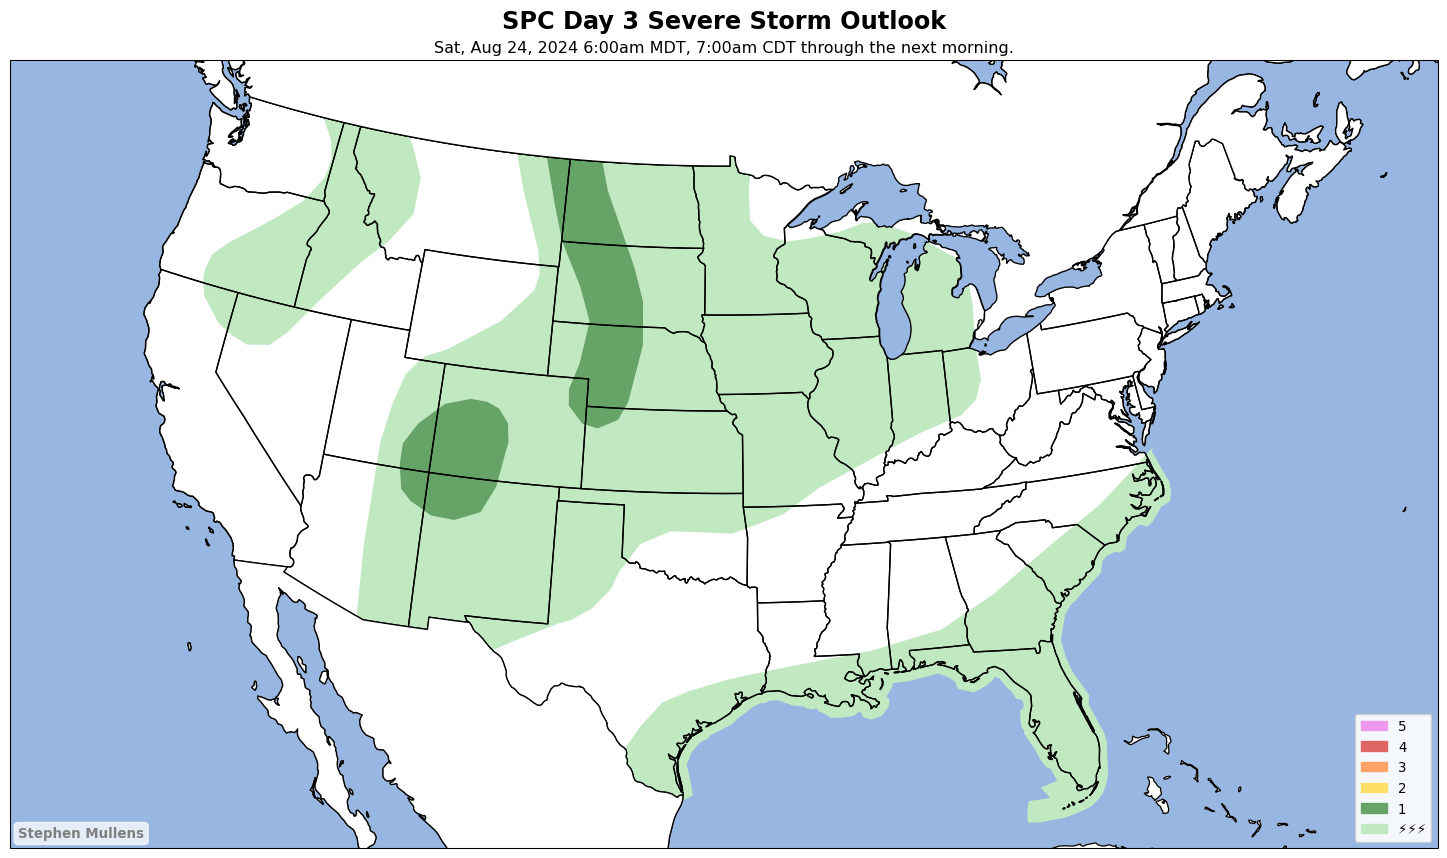 SPC Day 3 Severe Storm Outlook
Sat, Aug 24, 2024 6:00am MDT, 7:00am CDT through the next morning.
5
4
3
2
1
⚡⚡⚡
Stephen Mullens